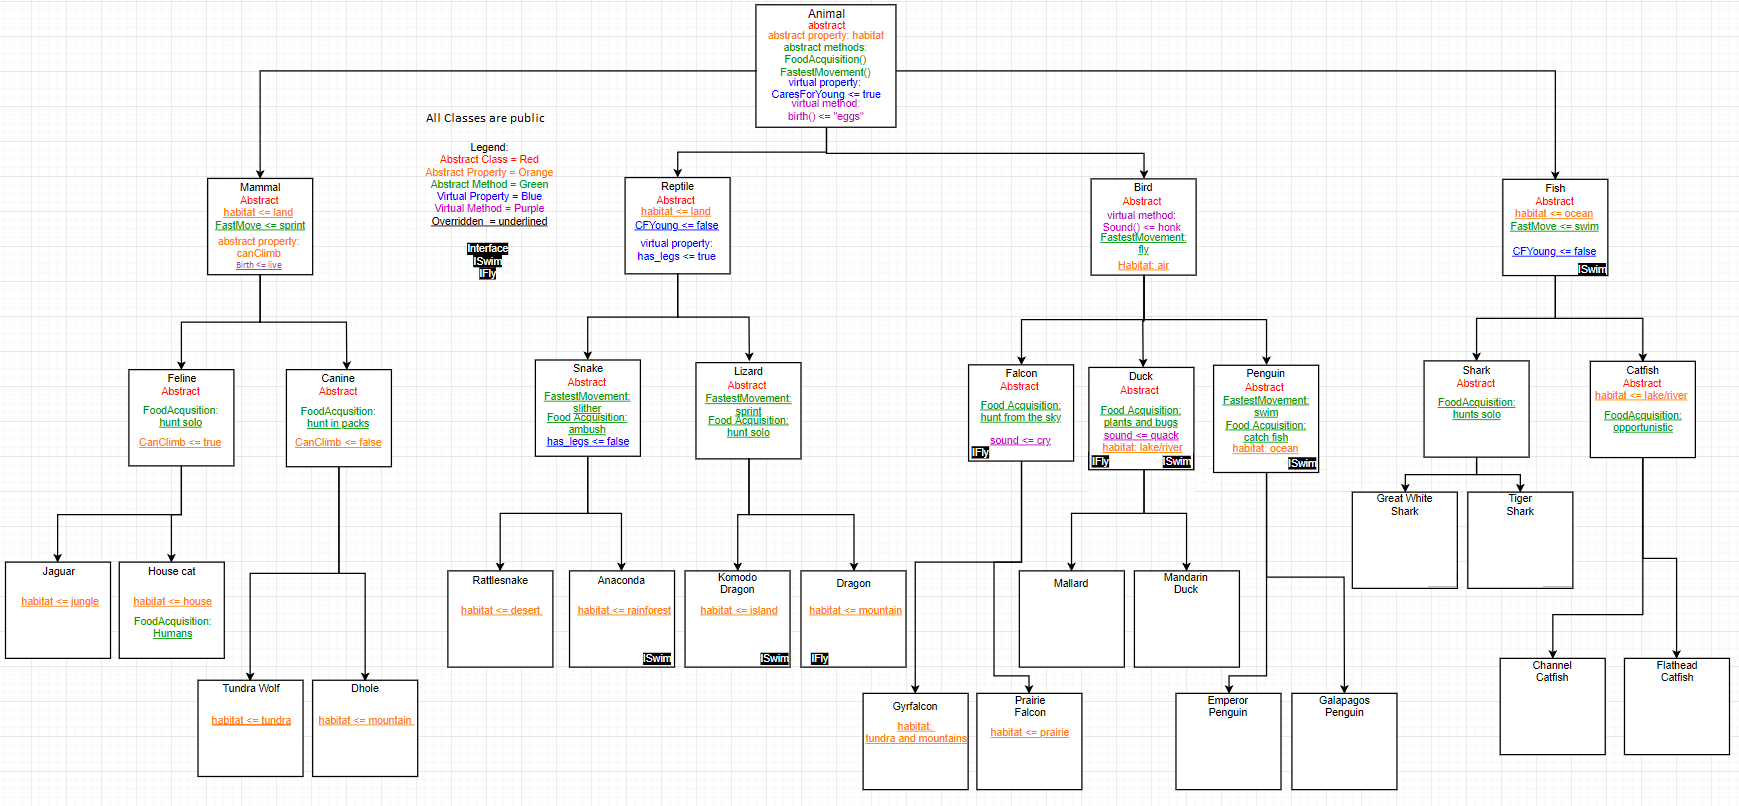 Animal
abstract
abstract property: habitat
abstract methods:
FoodAcquisition()
FastestMovement()
virtual property:
CaresForYoung <= true
virtual method:
birth() <= "eggs"
All Classes are public
Legend:
Abstract Class = Red
Abstract Property = Orange
Abstract Method = Green
Virtual Property = Blue
Virtual Method = Purple
Overridden = underlined
Interface
ISwim
IFly
Mammal
Abstract
habitat <= land
FastMove <= sprint
abstract property:
canClimb
Birth <= live
Reptile
Abstract
habitat <= land
CFYoung <= false
virtual property:
has_legs <= true
Bird
Abstract
virtual method:
Sound() <= honk
FastestMovement:
fly
Habitat: air
Fish
Abstract
habitat <= ocean
FastMove <= swim
CFYoung <= false
ISwim
Feline
Abstract
FoodAcqusition:
hunt solo
CanClimb <= true
Canine
Abstract
FoodAcqusition:
hunt in packs
CanClimb <= false
Snake
Abstract
FastestMovement:
slither
Food Acquisition:
ambush
has_legs <= false
Lizard
Abstract
FastestMovement:
sprint
Food Acquisition:
hunt solo
Falcon
Abstract
Food Acquisition:
hunt from the sky
sound <= cry
IFly
Duck
Abstract
Food Acquisition:
plants and bugs
sound <= quack
habitat: lake/river
IFly
ISwim
Penguin
Abstract
FastestMovement:
swim
Food Acquisition:
catch fish
habitat: ocean
ISwim
Shark
Abstract
FoodAcquisition:
hunts solo
Catfish
Abstract
habitat <= lake/river
FoodAcquisition:
opportunistic
Great White
Shark
Tiger
Shark
Jaguar
habitat <= jungle
House cat
habitat <= house
FoodAcquisition:
Humans
Rattlesnake
habitat <= desert
Anaconda
habitat <= rainforest
ISwim
Komodo
Dragon
habitat <= island
ISwim
Dragon
habitat <= mountain
IFly
Mallard
Mandarin
Duck
Tundra Wolf
habitat <= tundra
Dhole
habitat <= mountain
Gyrfalcon
habitat:
tundra and mountains
Prairie
Falcon
habitat <= prairie
Emperor
Penguin
Galapagos
Penguin
Channel
Catfish
Flathead
Catfish